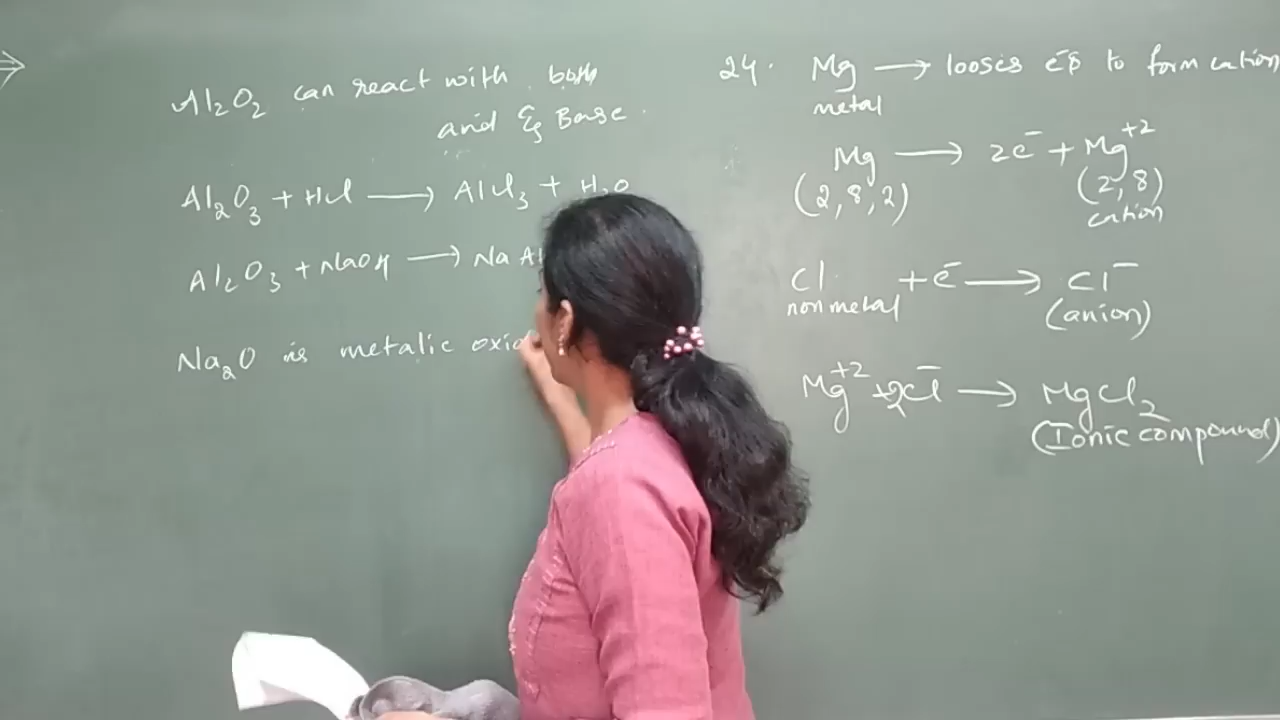 Al₂O₂ can react with both
and & Base.
Al₂O₃ + HCl ⟶ AlCl₃ + H₂O
Al₂O₃ + NaOH ⟶ Na Al
Na₂O is metalic oxid
24. Mg ⟶ looses e⁻s to form cation
metal
Mg ⟶ 2e⁻ + Mg⁺²
(2,8,2) (2,8)
cation
Cl + e⁻ ⟶ Cl⁻
nonmetal (anion)
Mg⁺² + 2Cl⁻ ⟶ MgCl₂
(Ionic compound)